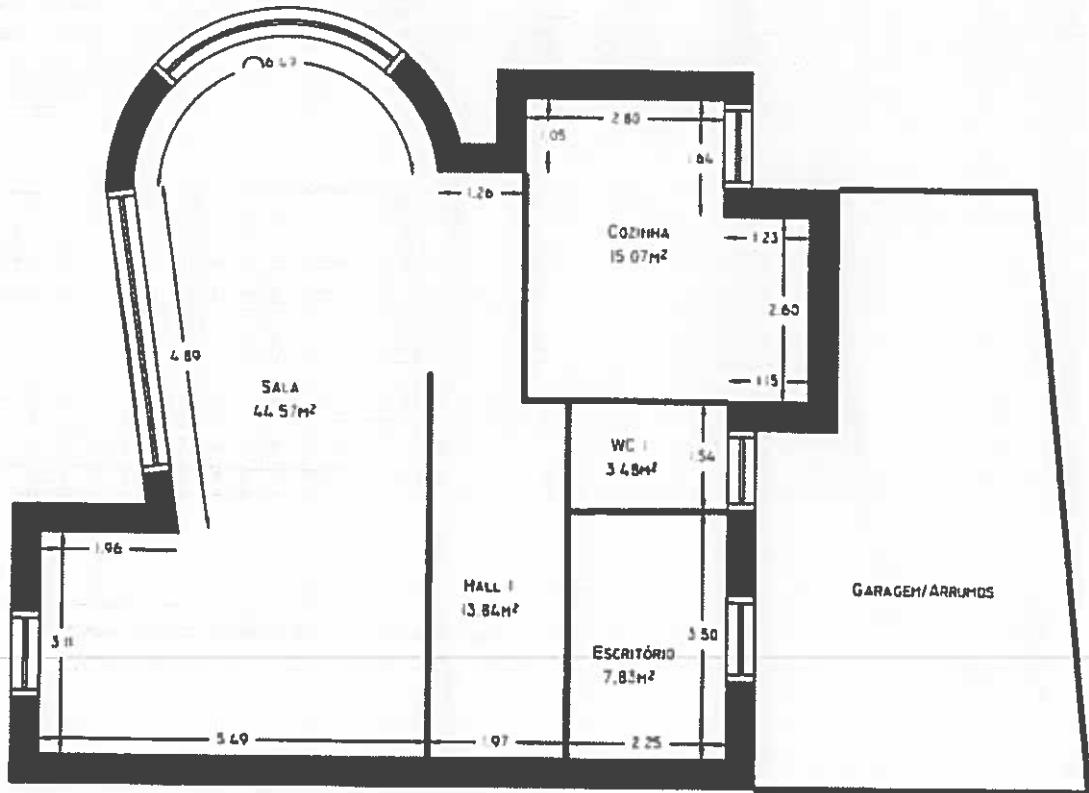 6.47
2.80
1.05
1.64
1.26
COZINHA
15.07M²
1.23
2.60
4.89
1.15
SALA
44.57M²
WC 1
3.48M²
1.54
1.96
HALL 1
13.84M²
GARAGEM/ARRUMOS
3.11
3.50
ESCRITÓRIO
7.83M²
5.49
1.97
2.25